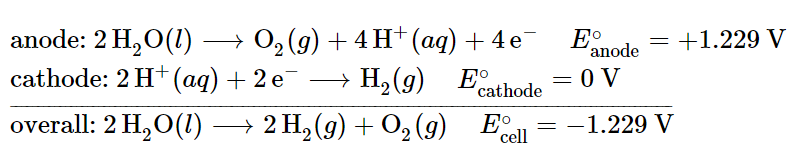 anode: 2 H₂O(l) ⟶ O₂(g) + 4 H⁺(aq) + 4 e⁻ E°anode = +1.229 V
cathode: 2 H⁺(aq) + 2 e⁻ ⟶ H₂(g) E°cathode = 0 V
overall: 2 H₂O(l) ⟶ 2 H₂(g) + O₂(g) E°cell = −1.229 V